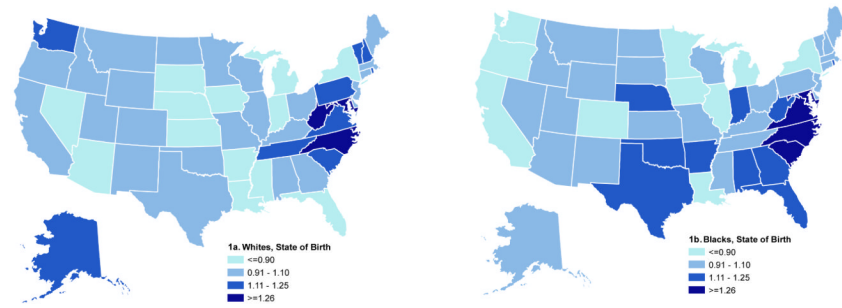 1a. Whites, State of Birth
<=0.90
0.91 - 1.10
1.11 - 1.25
>=1.26
1b. Blacks, State of Birth
<=0.90
0.91 - 1.10
1.11 - 1.25
>=1.26